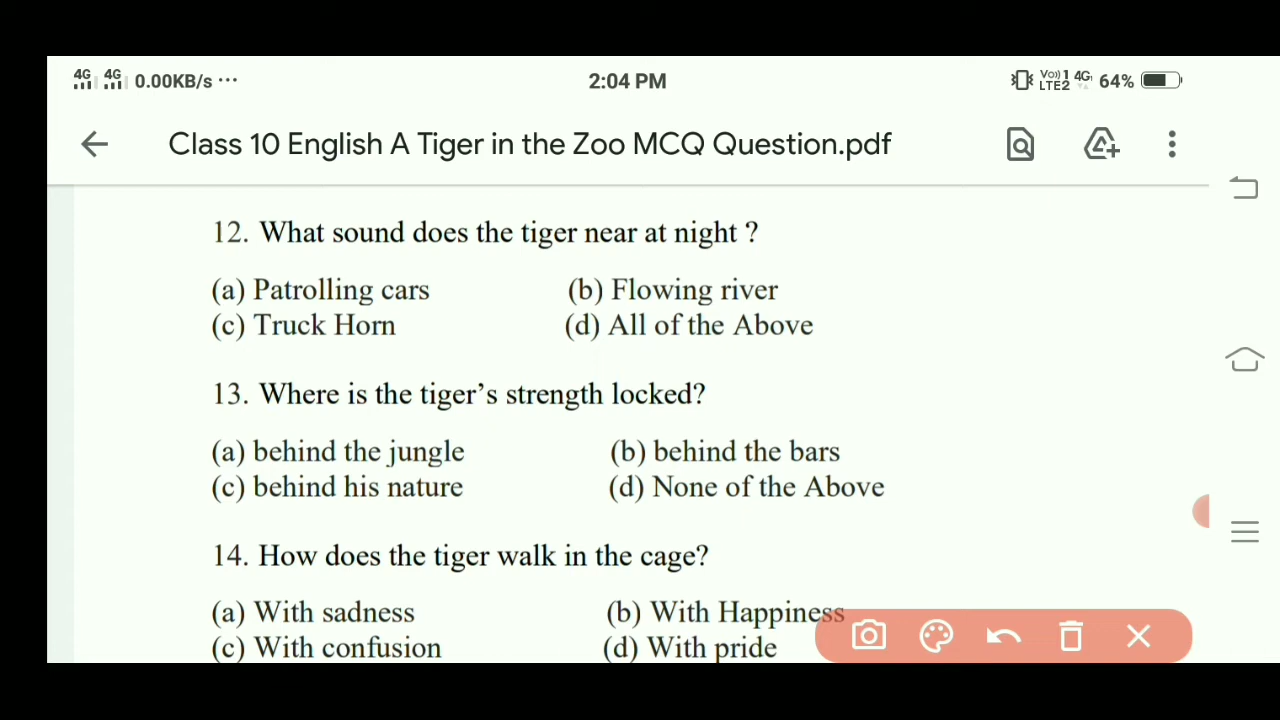 4G 4G 0.00KB/s ... 2:04 PM Vo)) 1 4G LTE2 64%
Class 10 English A Tiger in the Zoo MCQ Question.pdf
12. What sound does the tiger near at night ?
(a) Patrolling cars (b) Flowing river
(c) Truck Horn (d) All of the Above
13. Where is the tiger's strength locked?
(a) behind the jungle (b) behind the bars
(c) behind his nature (d) None of the Above
14. How does the tiger walk in the cage?
(a) With sadness (b) With Happiness
(c) With confusion (d) With pride